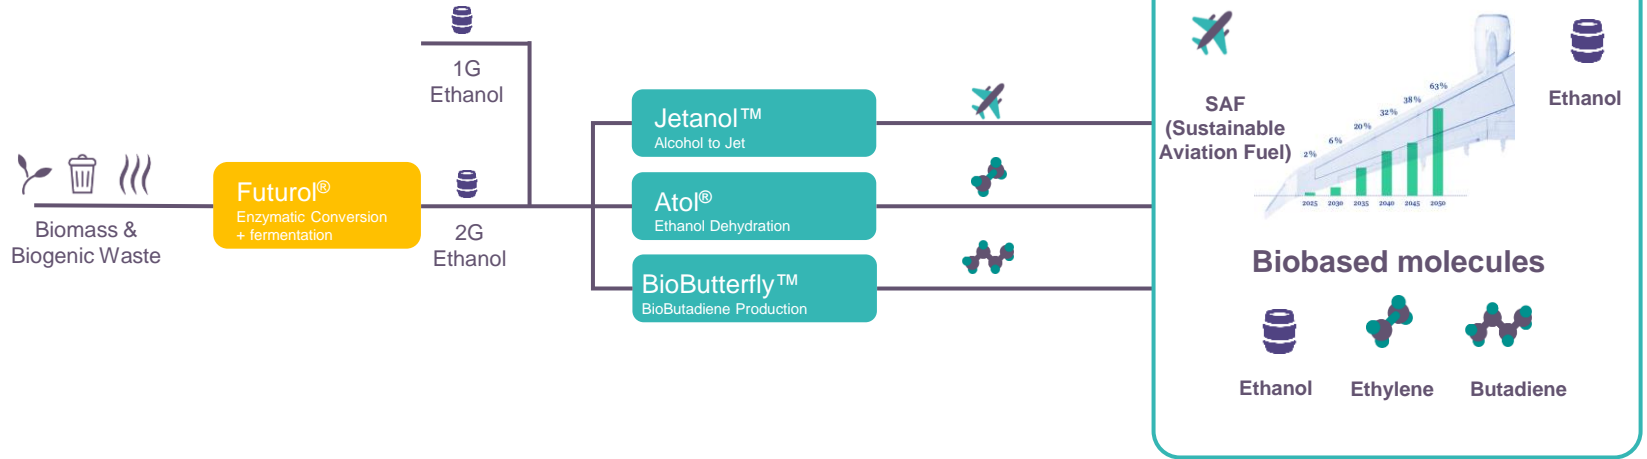 1G
Ethanol
Biomass &
Biogenic Waste
Futurol®
Enzymatic Conversion
+ fermentation
2G
Ethanol
Jetanol™
Alcohol to Jet
Atol®
Ethanol Dehydration
BioButterfly™
BioButadiene Production
SAF
(Sustainable
Aviation Fuel)
2%
6%
20%
32%
38%
63%
2025 2030 2035 2040 2045 2050
Ethanol
Biobased molecules
Ethanol
Ethylene
Butadiene